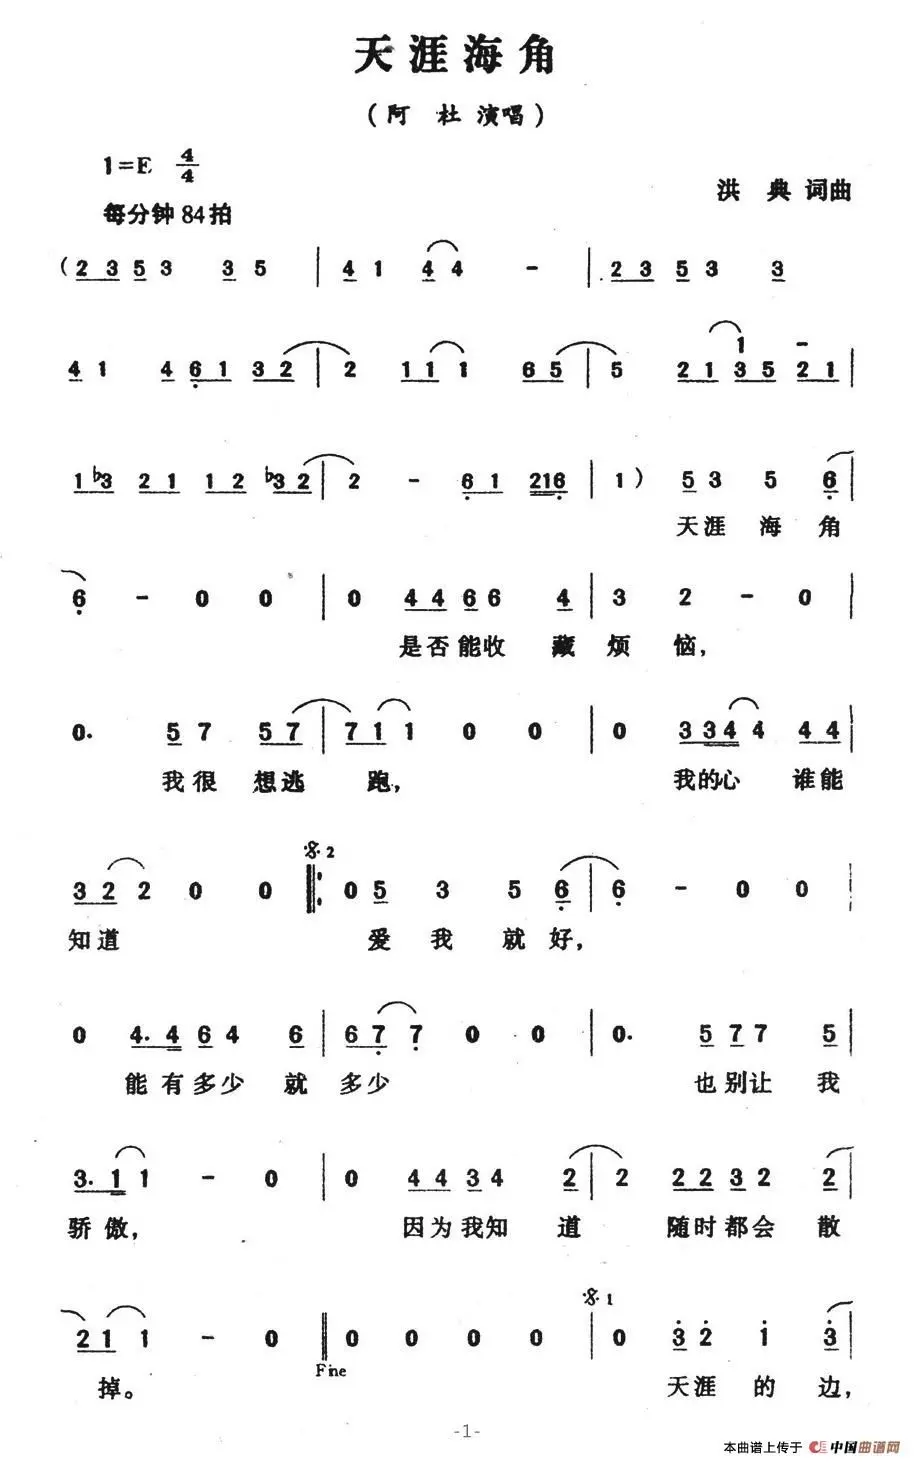 天涯海角
(阿 杜 演唱)
1=E 4/4
每分钟84拍
洪 典 词曲
(2 3 5 3 3 5 | 4 1 4 4 - | 2 3 5 3 3
4 1 4 6 1 3 2 | 2 1 1 1 6 5 | 5 2 1 3 5 2 1 |
1 -
1 b3 2 1 1 2 b3 2 | 2 - 6 1 216 | 1) 5 3 5 6 |
天涯 海 角
6 - 0 0 | 0 4 4 6 6 4 | 3 2 - 0 |
是否能收 藏 烦 恼,
0. 5 7 5 7 | 7 1 1 0 0 | 0 3 3 4 4 4 4 |
我很 想逃 跑, 我的心 谁能
𝄋 2
3 2 2 0 0 ‖: 0 5 3 5 6 | 6 - 0 0 |
知道 爱 我 就 好,
0 4. 4 6 4 6 | 6 7 7 0 0 | 0. 5 7 7 5 |
能有多少 就 多少 也别让 我
3. 1 1 - 0 | 0 4 4 3 4 2 | 2 2 2 3 2 2 |
骄傲, 因为我知 道 随时都会 散
𝄋 1
2 1 1 - 0 ‖ 0 0 0 0 | 0 3 2 1 3 |
Fine
掉。 天涯 的 边,
-1-
本曲谱上传于 中国曲谱网